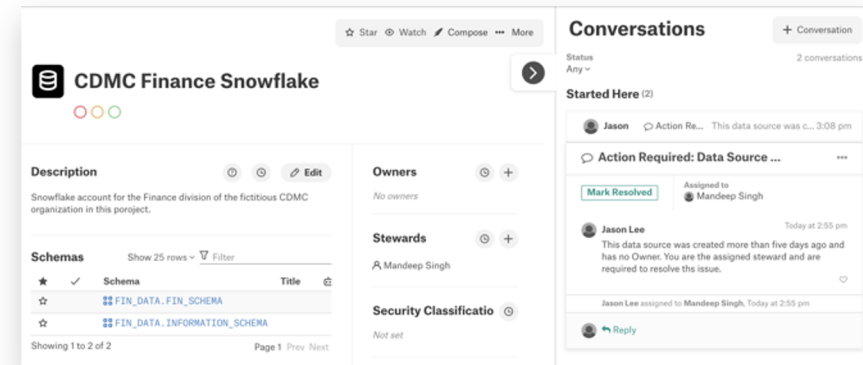 Star Watch Compose More
CDMC Finance Snowflake
Description
Edit
Snowflake account for the Finance division of the fictitious CDMC
organization in this poroject.
Schemas Show 25 rows Filter
Schema Title
FIN_DATA.FIN_SCHEMA
FIN_DATA.INFORMATION_SCHEMA
Showing 1 to 2 of 2 Page 1 Prev Next
Owners
No owners
Stewards
Mandeep Singh
Security Classificatio
Not set
Conversations
+ Conversation
Status
Any
2 conversations
Started Here (2)
Jason Action Re... This data source was c... 3:08 pm
Action Required: Data Source ...
Mark Resolved
Assigned to
Mandeep Singh
Jason Lee Today at 2:55 pm
This data source was created more than five days ago and
has no Owner. You are the assigned steward and are
required to resolve ths issue.
Jason Lee assigned to Mandeep Singh, Today at 2:55 pm
Reply